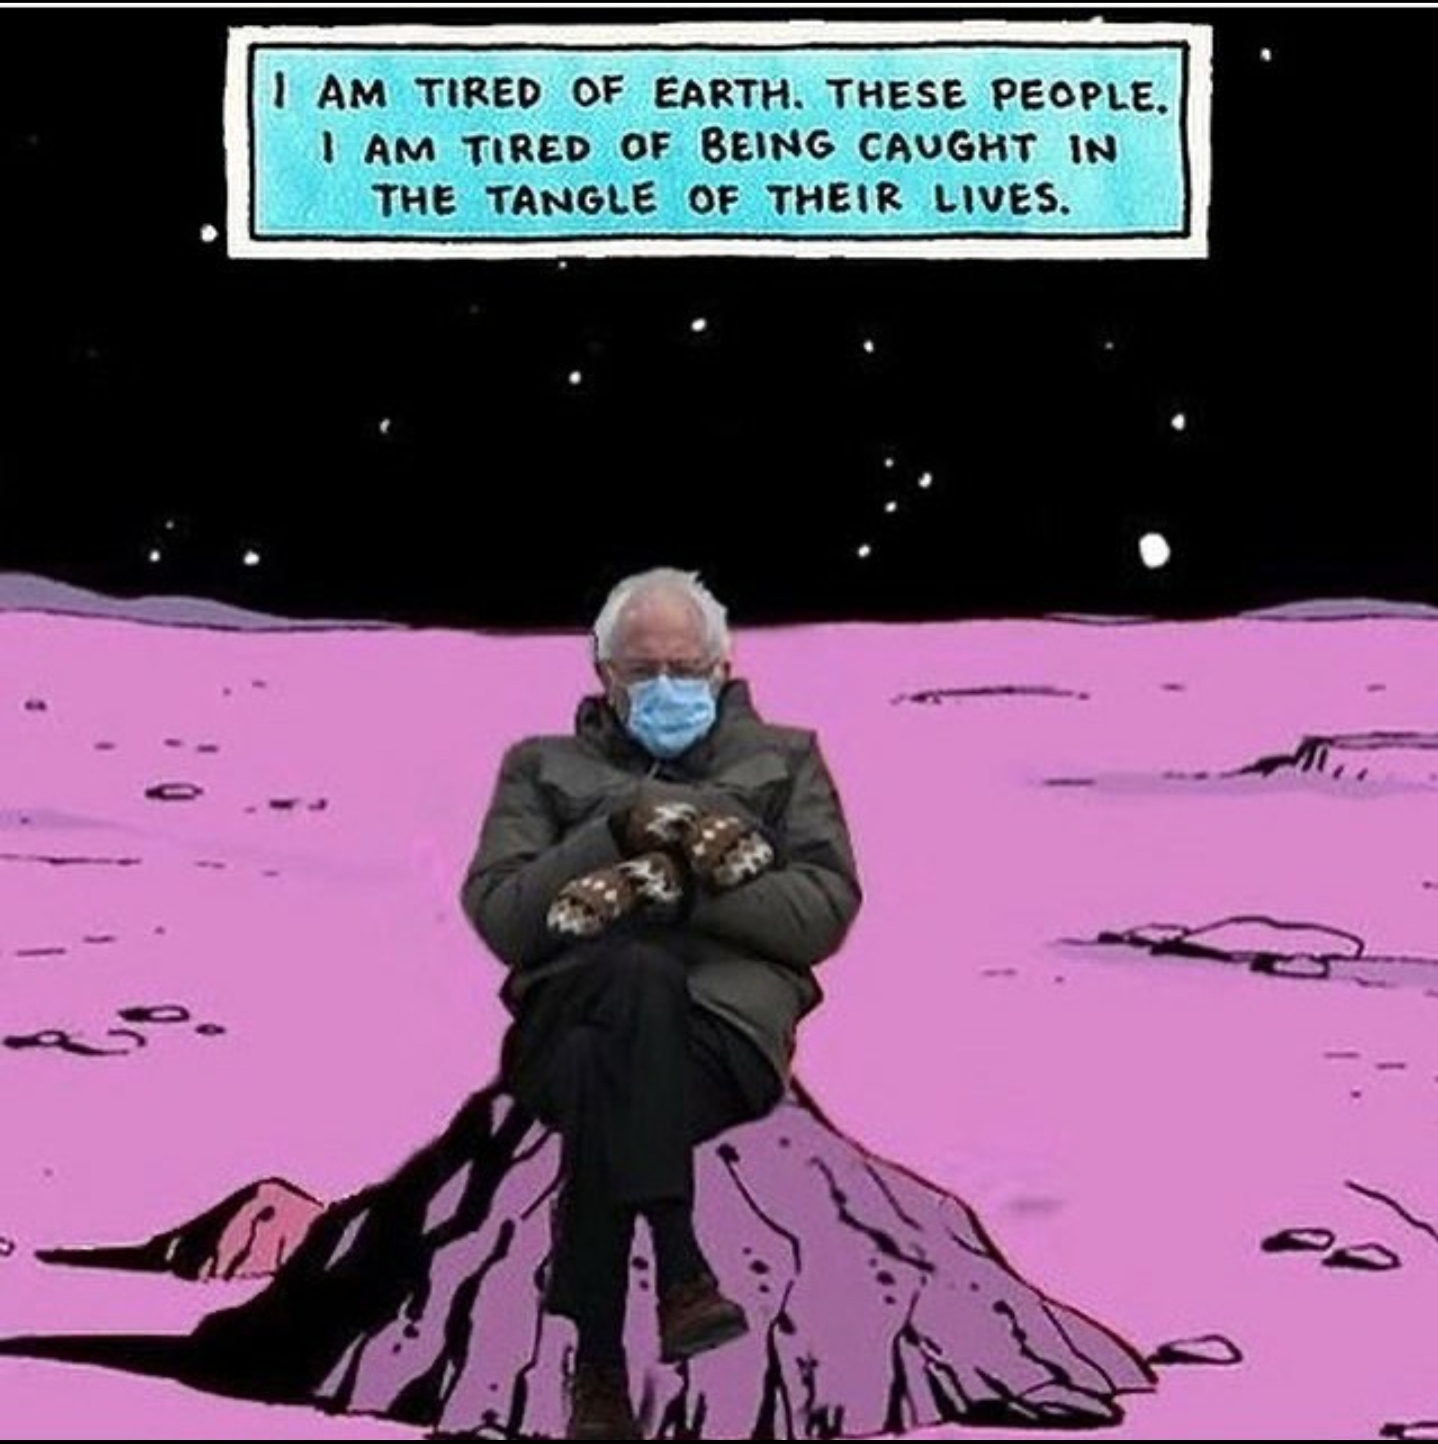 I AM TIRED OF EARTH. THESE PEOPLE.
I AM TIRED OF BEING CAUGHT IN
THE TANGLE OF THEIR LIVES.